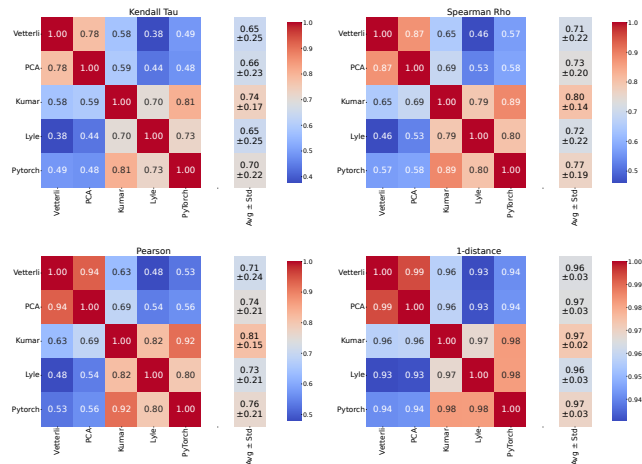 Kendall Tau
Vetterli 1.00 0.78 0.58 0.38 0.49 0.65 ±0.25 1.0
PCA 0.78 1.00 0.59 0.44 0.48 0.66 ±0.23 0.9
Kumar 0.58 0.59 1.00 0.70 0.81 0.74 ±0.17 0.8 0.7
Lyle 0.38 0.44 0.70 1.00 0.73 0.65 ±0.25 0.6 0.5
Pytorch 0.49 0.48 0.81 0.73 1.00 0.70 ±0.22 0.4
Vetterli PCA Kumar Lyle PyTorch Avg ± Std
Spearman Rho
Vetterli 1.00 0.87 0.65 0.46 0.57 0.71 ±0.22 1.0
PCA 0.87 1.00 0.69 0.53 0.58 0.73 ±0.20 0.9
Kumar 0.65 0.69 1.00 0.79 0.89 0.80 ±0.14 0.8
Lyle 0.46 0.53 0.79 1.00 0.80 0.72 ±0.22 0.7 0.6
Pytorch 0.57 0.58 0.89 0.80 1.00 0.77 ±0.19 0.5
Vetterli PCA Kumar Lyle PyTorch Avg ± Std
Pearson
Vetterli 1.00 0.94 0.63 0.48 0.53 0.71 ±0.24 1.0
PCA 0.94 1.00 0.69 0.54 0.56 0.74 ±0.21 0.9
Kumar 0.63 0.69 1.00 0.82 0.92 0.81 ±0.15 0.8
Lyle 0.48 0.54 0.82 1.00 0.80 0.73 ±0.21 0.7 0.6
Pytorch 0.53 0.56 0.92 0.80 1.00 0.76 ±0.21 0.5
Vetterli PCA Kumar Lyle PyTorch Avg ± Std
1-distance
Vetterli 1.00 0.99 0.96 0.93 0.94 0.96 ±0.03 1.00
PCA 0.99 1.00 0.96 0.93 0.94 0.97 ±0.03 0.99 0.98
Kumar 0.96 0.96 1.00 0.97 0.98 0.97 ±0.02 0.97
Lyle 0.93 0.93 0.97 1.00 0.98 0.96 ±0.03 0.96 0.95
Pytorch 0.94 0.94 0.98 0.98 1.00 0.97 ±0.03 0.94
Vetterli PCA Kumar Lyle PyTorch Avg ± Std